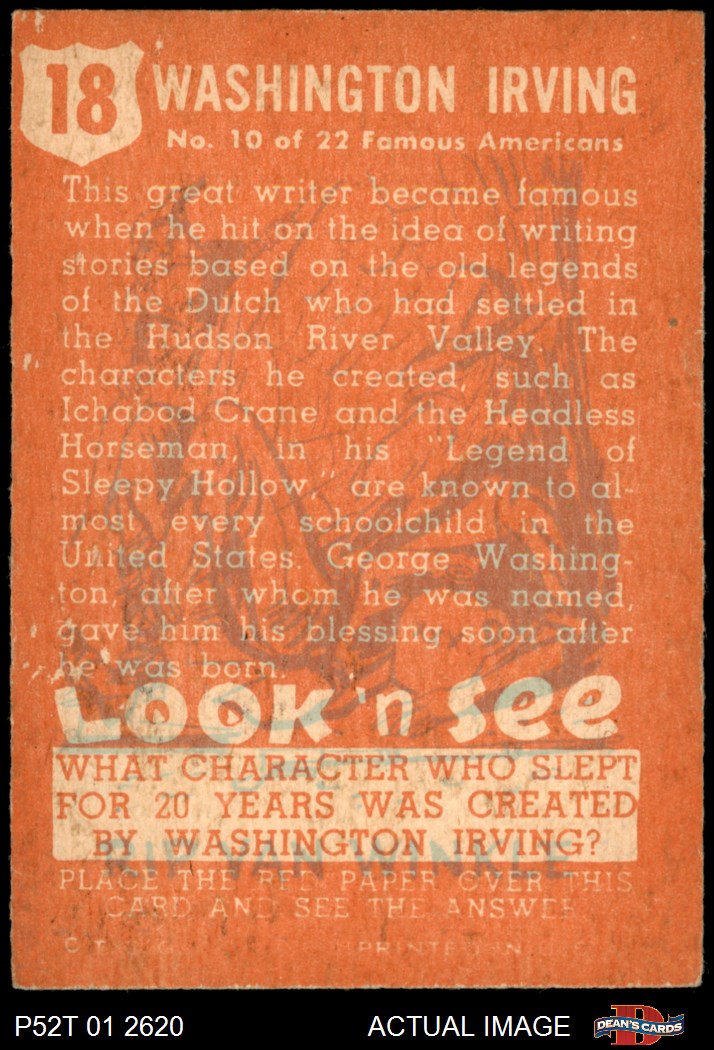 18
WASHINGTON IRVING
No. 10 of 22 Famous Americans
This great writer became famous
when he hit on the idea of writing
stories based on the old legends
of the Dutch who had settled in
the Hudson River Valley. The
characters he created, such as
Ichabod Crane and the Headless
Horseman, in his "Legend of
Sleepy Hollow," are known to al-
most every schoolchild in the
United States. George Washing-
ton, after whom he was named,
gave him his blessing soon after
he was born.
LOOK 'n SEE
WHAT CHARACTER WHO SLEPT
FOR 20 YEARS WAS CREATED
BY WASHINGTON IRVING?
RIP VAN WINKLE
PLACE THE RED PAPER OVER THIS
CARD AND SEE THE ANSWER
P52T 01 2620
ACTUAL IMAGE
D
DEAN'S CARDS